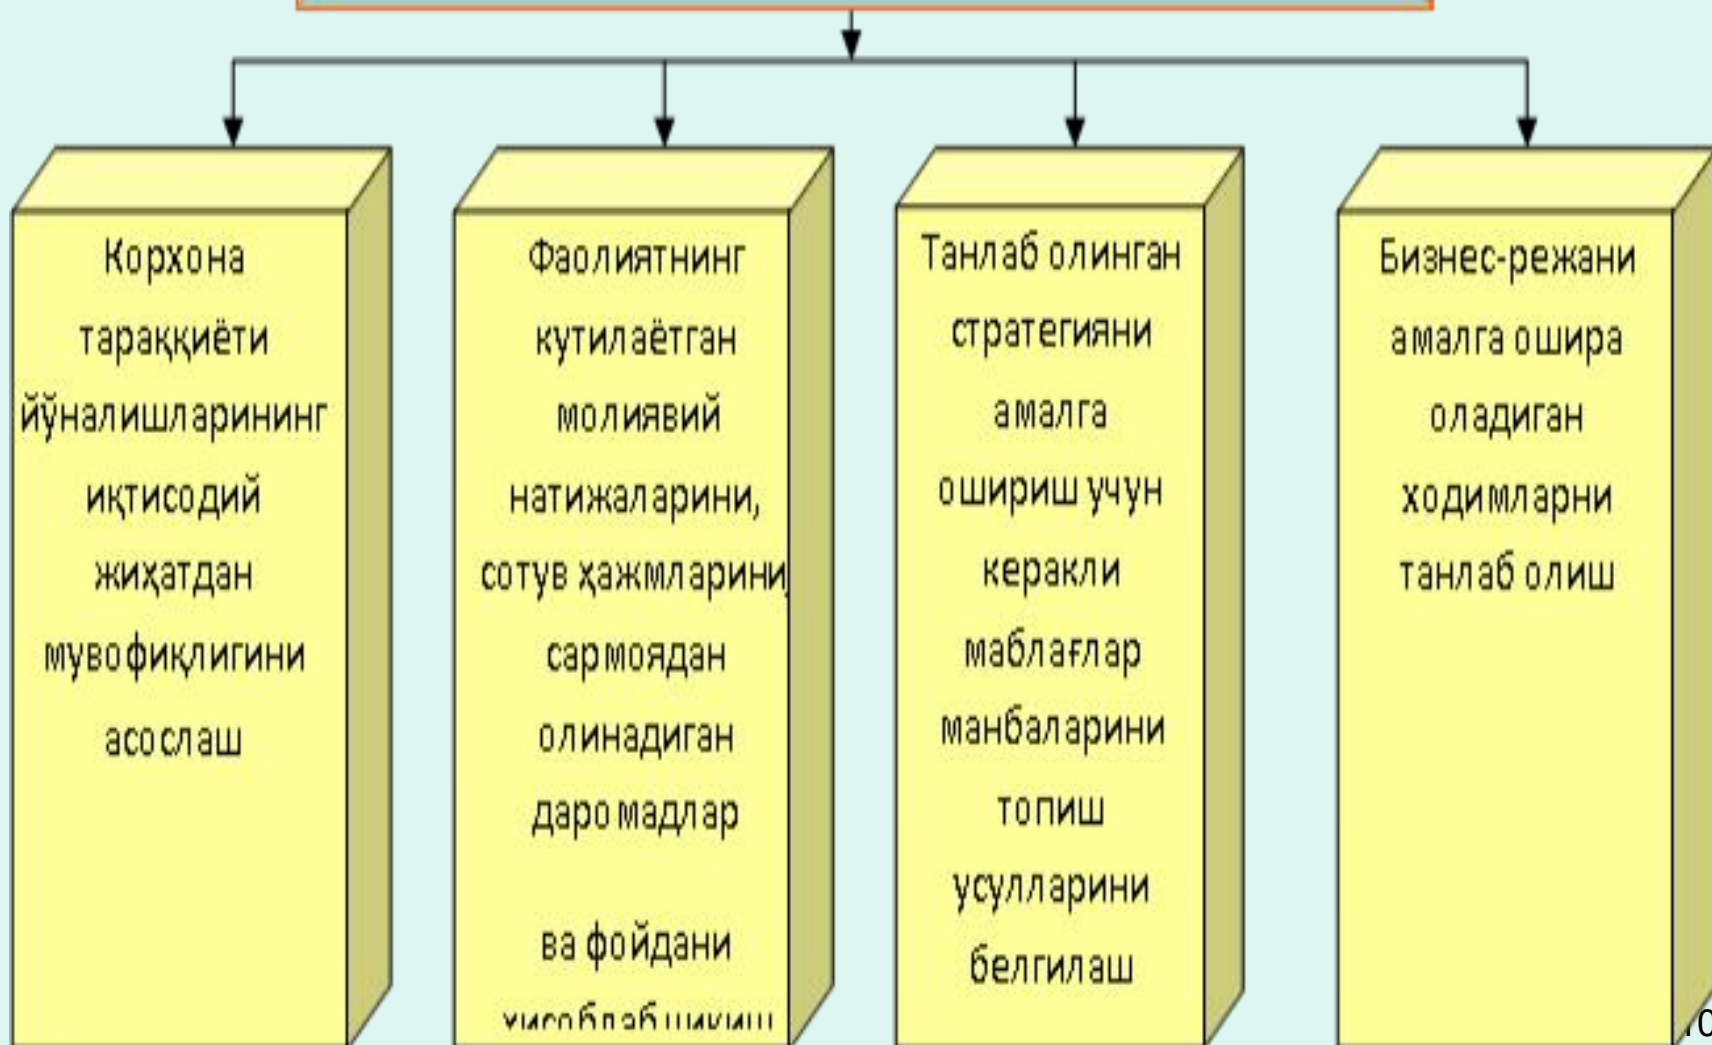 Корхона
тараққиёти
йўналишларининг
иқтисодий
жиҳатдан
мувофиқлигини
асослаш
Фаолиятнинг
кутилаётган
молиявий
натижаларини,
сотув ҳажмларини,
сармоядан
олинадиган
даромадлар
ва фойдани
Танлаб олинган
стратегияни
амалга
ошириш учун
керакли
маблағлар
манбаларини
топиш
усулларини
белгилаш
Бизнес-режани
амалга ошира
оладиган
ходимларни
танлаб олиш